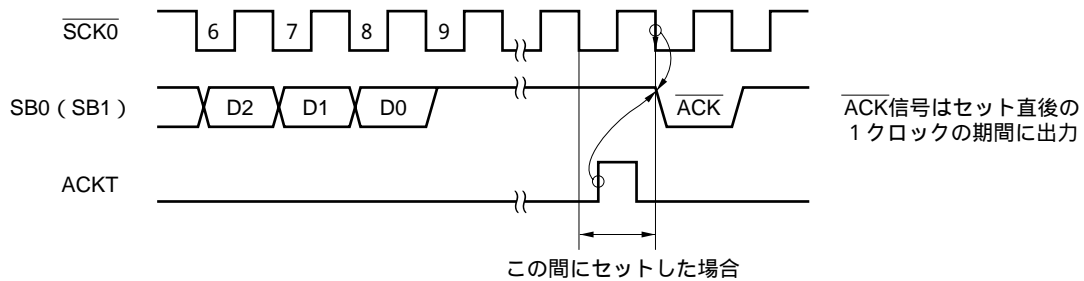 SCK0
6 7 8 9
SB0 ( SB1 )
D2 D1 D0 ACK
ACK信号はセット直後の
1クロックの期間に出力
ACKT
この間にセットした場合